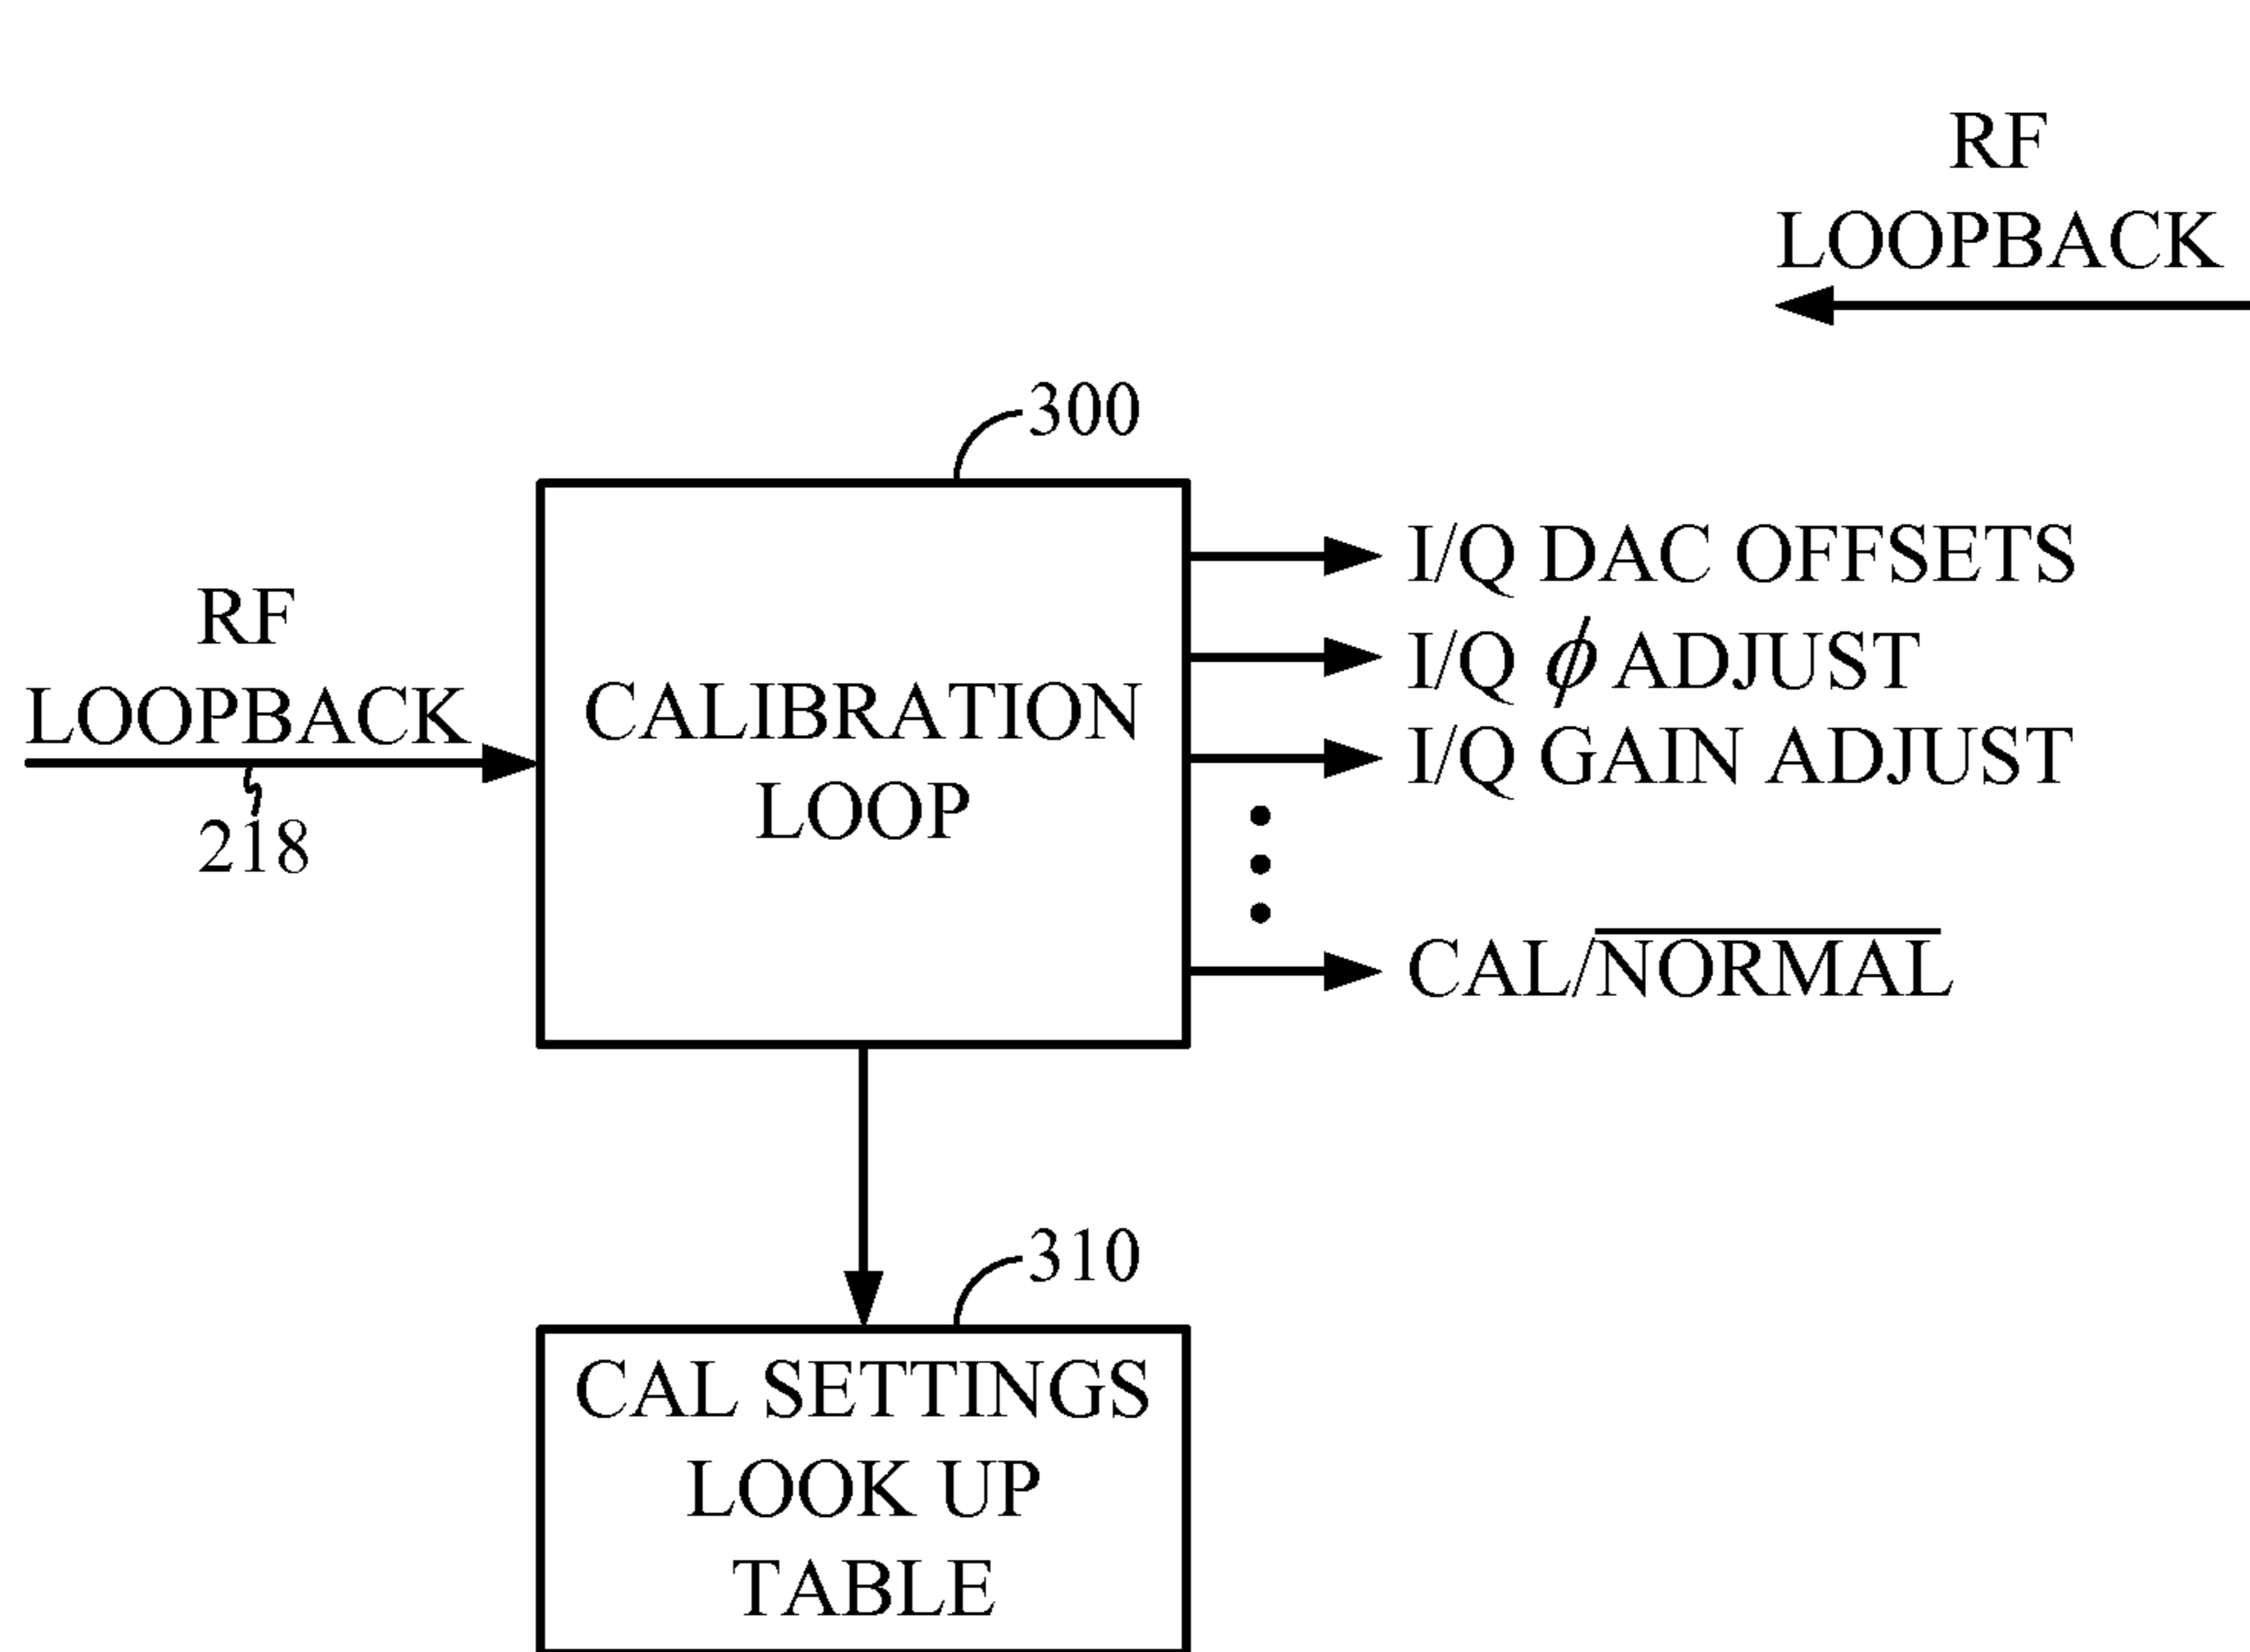 RF
LOOPBACK
300
I/Q DAC OFFSETS
I/Q ϕ ADJUST
I/Q GAIN ADJUST
CAL/N̅O̅R̅M̅A̅L̅
RF
LOOPBACK
218
CALIBRATION
LOOP
310
CAL SETTINGS
LOOK UP
TABLE